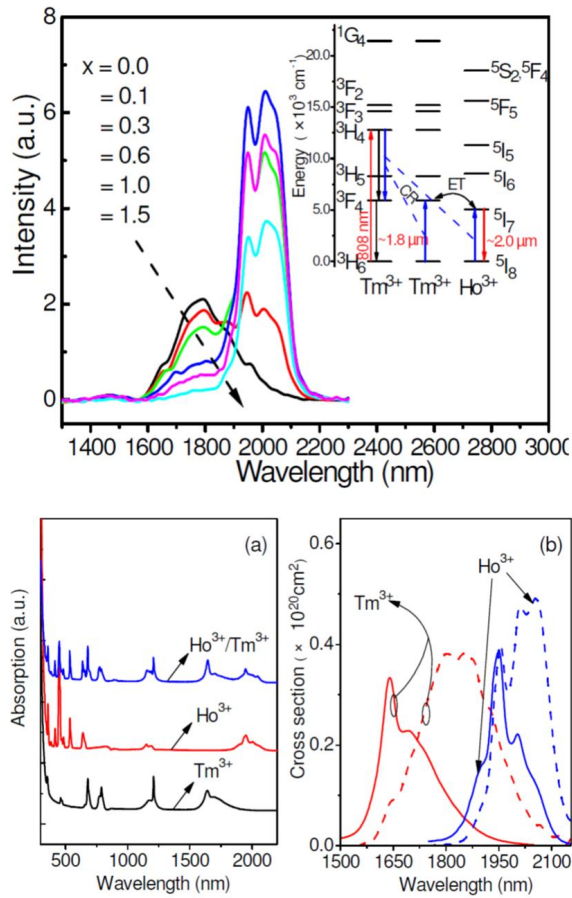 8
6
4
2
0
Intensity (a.u.)
x = 0.0
= 0.1
= 0.3
= 0.6
= 1.0
= 1.5
1400 1600 1800 2000 2200 2400 2600 2800 3000
Wavelength (nm)
Energy (×10³ cm⁻¹)
20.0
15.0
10.0
5.0
0.0
¹G₄
³F₂
³F₃
³H₄
³H₅
³F₄
³H₆
⁵S₂,⁵F₄
⁵F₅
⁵I₅
⁵I₆
⁵I₇
⁵I₈
808 nm
~1.8 μm
CR
ET
~2.0 μm
Tm³⁺ Tm³⁺ Ho³⁺
(a)
Absorption (a.u.)
Ho³⁺/Tm³⁺
Ho³⁺
Tm³⁺
500 1000 1500 2000
Wavelength (nm)
(b)
Cross section (× 10²⁰cm²)
0.6
0.4
0.2
0.0
Tm³⁺
Ho³⁺
1500 1650 1800 1950 2100
Wavelength (nm)